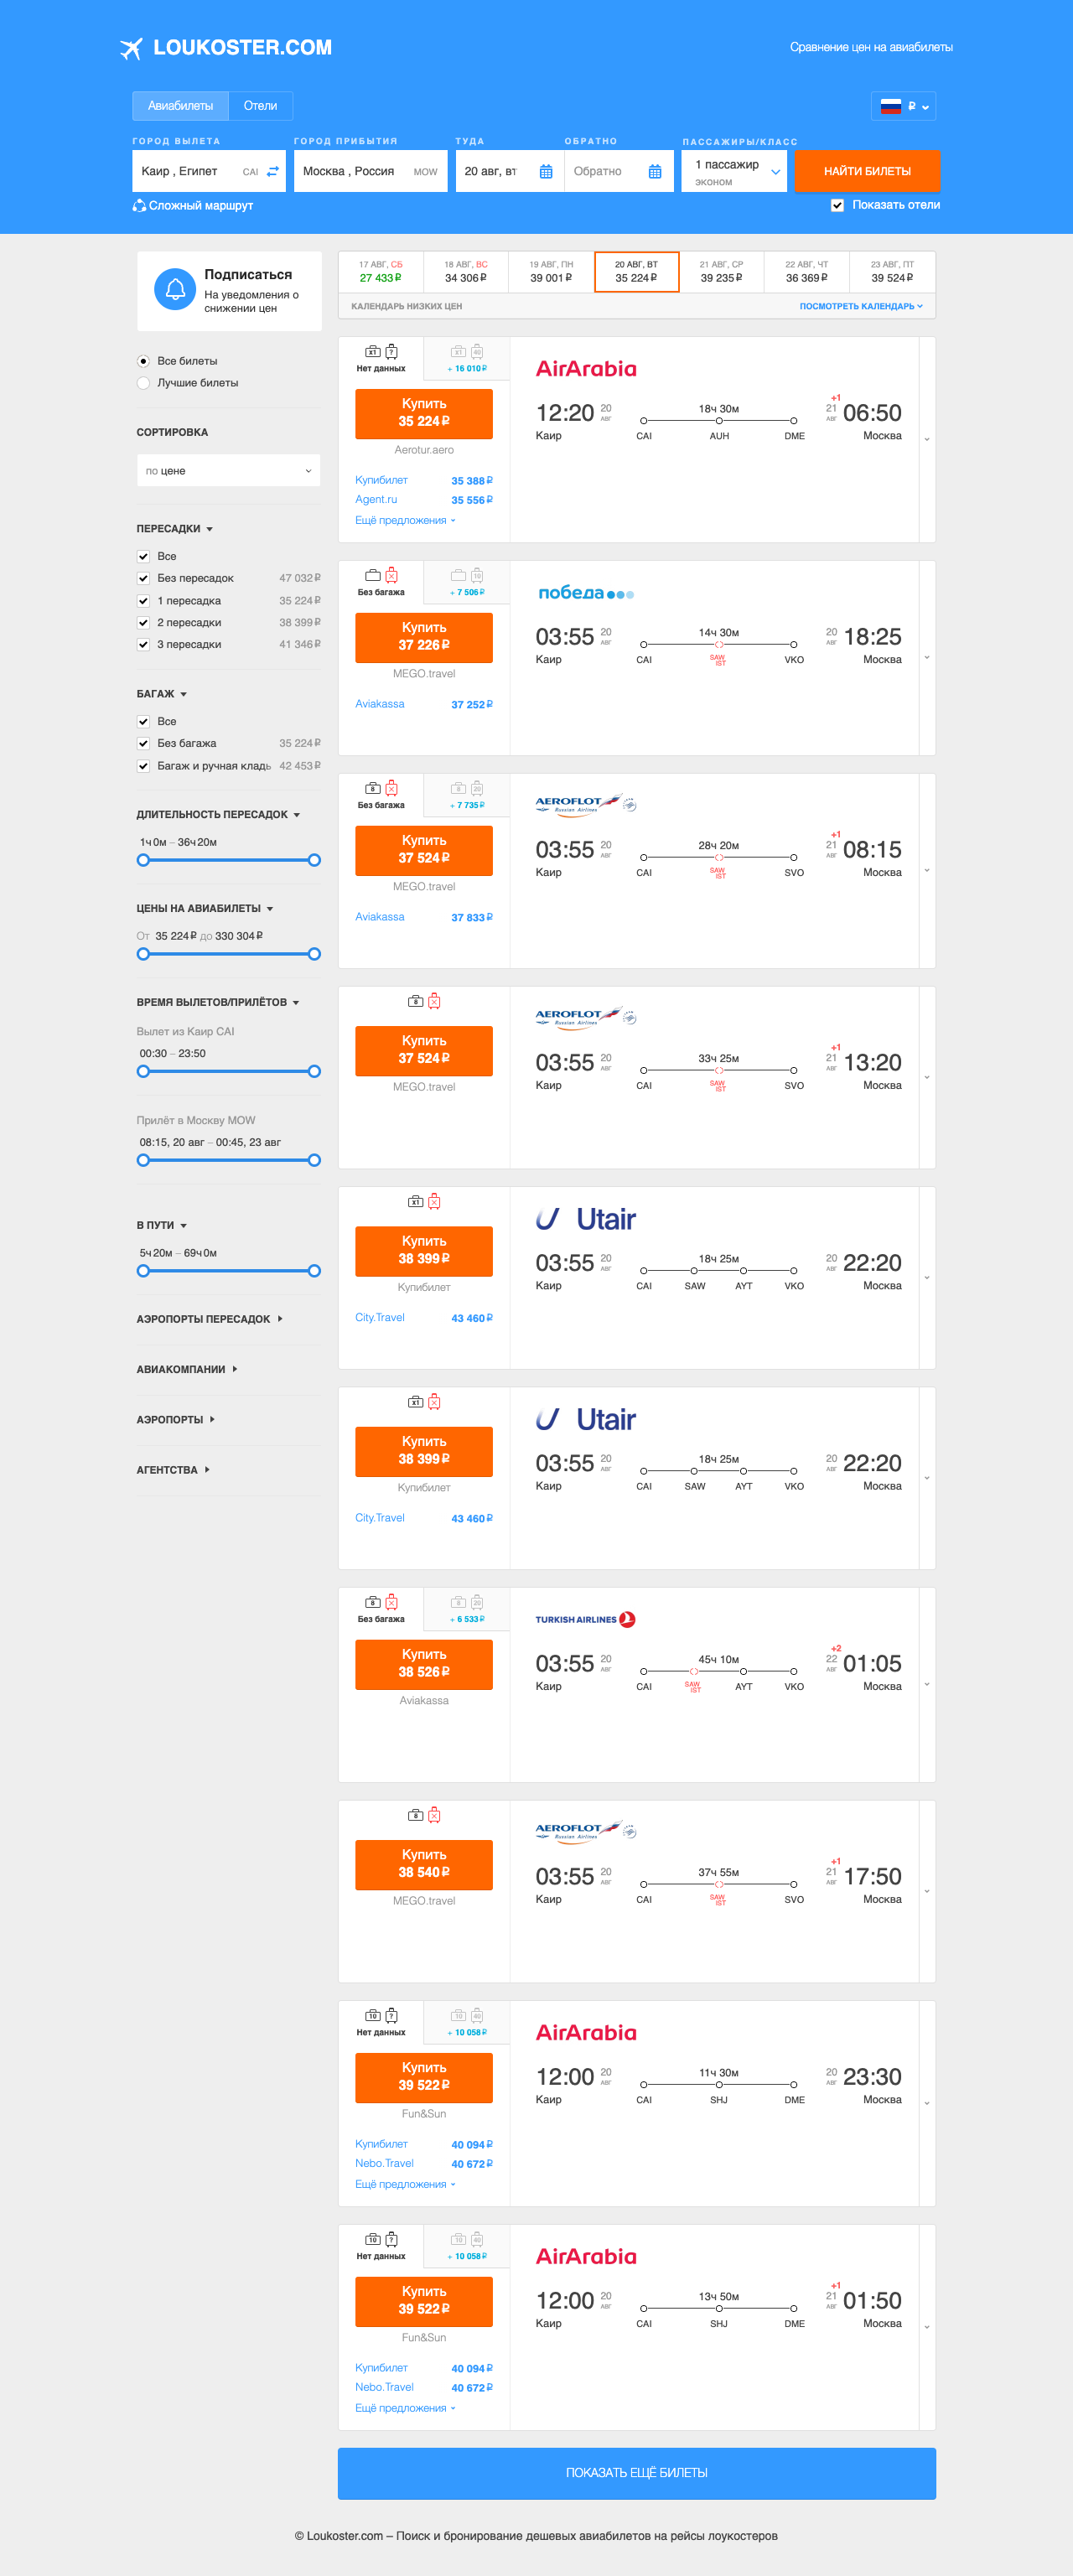 LOUKOSTER.COM
Сравнение цен на авиабилеты
Авиабилеты Отели
₽
ГОРОД ВЫЛЕТА ГОРОД ПРИБЫТИЯ ТУДА ОБРАТНО ПАССАЖИРЫ/КЛАСС
Каир , Египет CAI Москва , Россия MOW 20 авг, вт Обратно 1 пассажир эконом НАЙТИ БИЛЕТЫ
Сложный маршрут Показать отели
Подписаться
На уведомления о
снижении цен
Все билеты
Лучшие билеты
СОРТИРОВКА
по цене
ПЕРЕСАДКИ
Все
Без пересадок 47 032 ₽
1 пересадка 35 224 ₽
2 пересадки 38 399 ₽
3 пересадки 41 346 ₽
БАГАЖ
Все
Без багажа 35 224 ₽
Багаж и ручная кладь 42 453 ₽
ДЛИТЕЛЬНОСТЬ ПЕРЕСАДОК
1ч 0м – 36ч 20м
ЦЕНЫ НА АВИАБИЛЕТЫ
От 35 224 ₽ до 330 304 ₽
ВРЕМЯ ВЫЛЕТОВ/ПРИЛЁТОВ
Вылет из Каир CAI
00:30 – 23:50
Прилёт в Москву MOW
08:15, 20 авг – 00:45, 23 авг
В ПУТИ
5ч 20м – 69ч 0м
АЭРОПОРТЫ ПЕРЕСАДОК
АВИАКОМПАНИИ
АЭРОПОРТЫ
АГЕНТСТВА
17 АВГ, СБ 18 АВГ, ВС 19 АВГ, ПН 20 АВГ, ВТ 21 АВГ, СР 22 АВГ, ЧТ 23 АВГ, ПТ
27 433 ₽ 34 306 ₽ 39 001 ₽ 35 224 ₽ 39 235 ₽ 36 369 ₽ 39 524 ₽
КАЛЕНДАРЬ НИЗКИХ ЦЕН ПОСМОТРЕТЬ КАЛЕНДАРЬ
x1 ? x1 40
Нет данных + 16 010 ₽
Купить
35 224 ₽
Aerotur.aero
Купибилет 35 388 ₽
Agent.ru 35 556 ₽
Ещё предложения
AirArabia
12:20 20 АВГ 18ч 30м +1 21 АВГ 06:50
Каир CAI AUH DME Москва
10
Без багажа + 7 506 ₽
Купить
37 226 ₽
MEGO.travel
Aviakassa 37 252 ₽
победа
03:55 20 АВГ 14ч 30м 20 АВГ 18:25
Каир CAI SAW IST VKO Москва
8 8 20
Без багажа + 7 735 ₽
Купить
37 524 ₽
MEGO.travel
Aviakassa 37 833 ₽
AEROFLOT
Russian Airlines
03:55 20 АВГ 28ч 20м +1 21 АВГ 08:15
Каир CAI SAW IST SVO Москва
8
Купить
37 524 ₽
MEGO.travel
AEROFLOT
Russian Airlines
03:55 20 АВГ 33ч 25м +1 21 АВГ 13:20
Каир CAI SAW IST SVO Москва
x1
Купить
38 399 ₽
Купибилет
City.Travel 43 460 ₽
Utair
03:55 20 АВГ 18ч 25м 20 АВГ 22:20
Каир CAI SAW AYT VKO Москва
x1
Купить
38 399 ₽
Купибилет
City.Travel 43 460 ₽
Utair
03:55 20 АВГ 18ч 25м 20 АВГ 22:20
Каир CAI SAW AYT VKO Москва
8 8 20
Без багажа + 6 533 ₽
Купить
38 526 ₽
Aviakassa
TURKISH AIRLINES
03:55 20 АВГ 45ч 10м +2 22 АВГ 01:05
Каир CAI SAW IST AYT VKO Москва
8
Купить
38 540 ₽
MEGO.travel
AEROFLOT
Russian Airlines
03:55 20 АВГ 37ч 55м +1 21 АВГ 17:50
Каир CAI SAW IST SVO Москва
10 ? 10 40
Нет данных + 10 058 ₽
Купить
39 522 ₽
Fun&Sun
Купибилет 40 094 ₽
Nebo.Travel 40 672 ₽
Ещё предложения
AirArabia
12:00 20 АВГ 11ч 30м 20 АВГ 23:30
Каир CAI SHJ DME Москва
10 ? 10 40
Нет данных + 10 058 ₽
Купить
39 522 ₽
Fun&Sun
Купибилет 40 094 ₽
Nebo.Travel 40 672 ₽
Ещё предложения
AirArabia
12:00 20 АВГ 13ч 50м +1 21 АВГ 01:50
Каир CAI SHJ DME Москва
ПОКАЗАТЬ ЕЩЁ БИЛЕТЫ
© Loukoster.com – Поиск и бронирование дешевых авиабилетов на рейсы лоукостеров